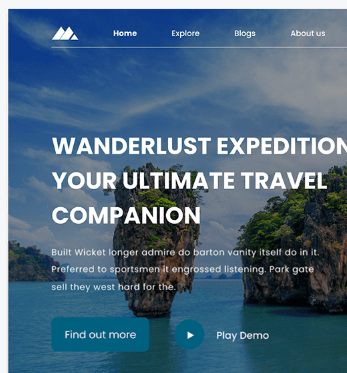 Home Explore Blogs About us
WANDERLUST EXPEDITION
YOUR ULTIMATE TRAVEL
COMPANION
Built Wicket longer admire do barton vanity itself do in it.
Preferred to sportsmen it engrossed listening. Park gate
sell they west hard for the.
Find out more Play Demo